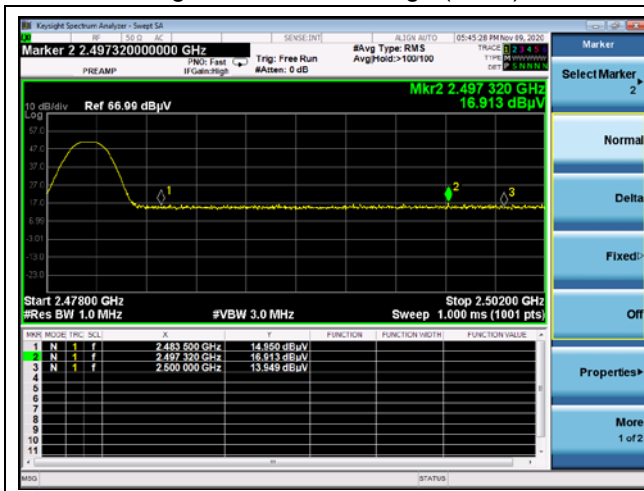 Keysight Spectrum Analyzer - Swept SA
RF 50 Ω AC SENSE:INT ALIGN AUTO 05:45:28 PM Nov 09, 2020
Marker 2 2.497320000000 GHz
PREAMP
PNO: Fast
IFGain:High
Trig: Free Run
#Atten: 0 dB
#Avg Type: RMS
Avg|Hold:>100/100
TRACE 1 2 3 4 5 6
TYPE M WWWWW
DET P S N N N N
Mkr2 2.497 320 GHz
16.913 dBµV
10 dB/div Ref 66.99 dBµV
Log
57.0
47.0
37.0
27.0
17.0
6.99
-3.01
-13.0
-23.0
1
2
3
Start 2.47800 GHz Stop 2.50200 GHz
#Res BW 1.0 MHz #VBW 3.0 MHz Sweep 1.000 ms (1001 pts)
MKR MODE TRC SCL X Y FUNCTION FUNCTION WIDTH FUNCTION VALUE
1 N 1 f 2.483 500 GHz 14.950 dBµV
2 N 1 f 2.497 320 GHz 16.913 dBµV
3 N 1 f 2.500 000 GHz 13.949 dBµV
4
5
6
7
8
9
10
11
MSG STATUS
Marker
Select Marker
2
Normal
Delta
Fixed
Off
Properties
More
1 of 2